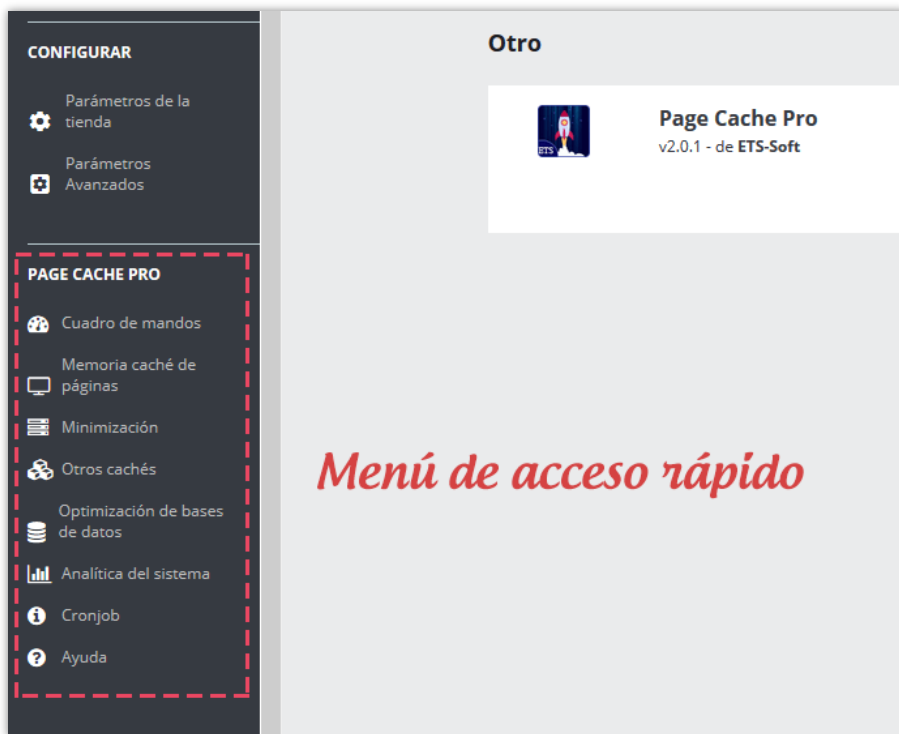 CONFIGURAR
Parámetros de la
tienda
Parámetros
Avanzados
PAGE CACHE PRO
Cuadro de mandos
Memoria caché de
páginas
Minimización
Otros cachés
Optimización de bases
de datos
Analítica del sistema
Cronjob
Ayuda
Otro
ETS
Page Cache Pro
v2.0.1 - de ETS-Soft
Menú de acceso rápido